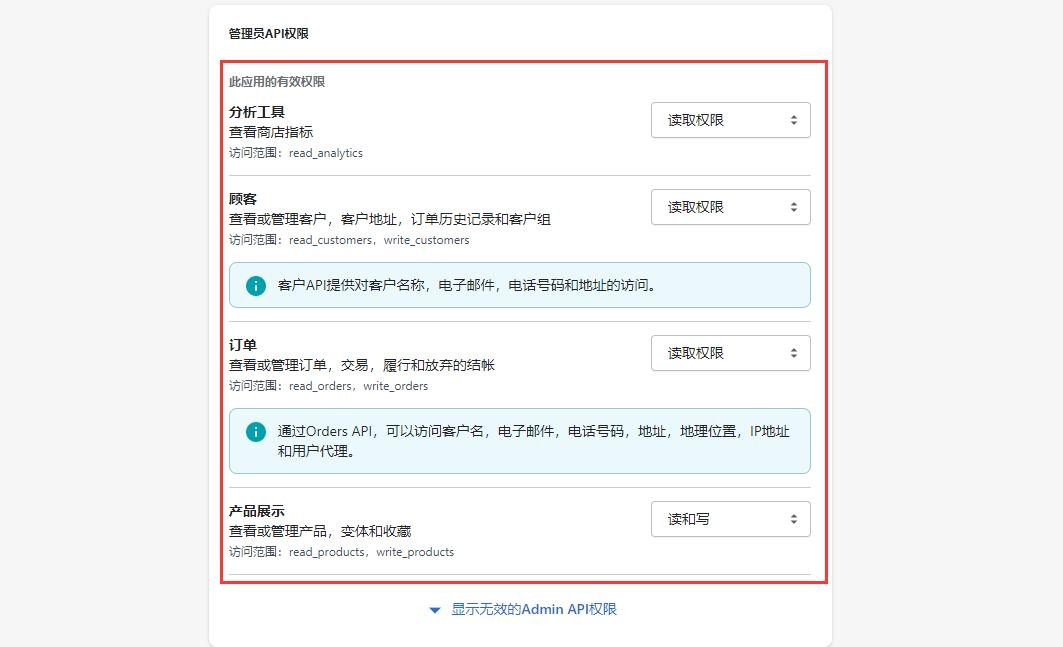 管理员API权限
此应用的有效权限
分析工具
读取权限
查看商店指标
访问范围：read_analytics
顾客
读取权限
查看或管理客户，客户地址，订单历史记录和客户组
访问范围：read_customers，write_customers
客户API提供对客户名称，电子邮件，电话号码和地址的访问。
订单
读取权限
查看或管理订单，交易，履行和放弃的结帐
访问范围：read_orders，write_orders
通过Orders API，可以访问客户名，电子邮件，电话号码，地址，地理位置，IP地址
和用户代理。
产品展示
读和写
查看或管理产品，变体和收藏
访问范围：read_products，write_products
显示无效的Admin API权限